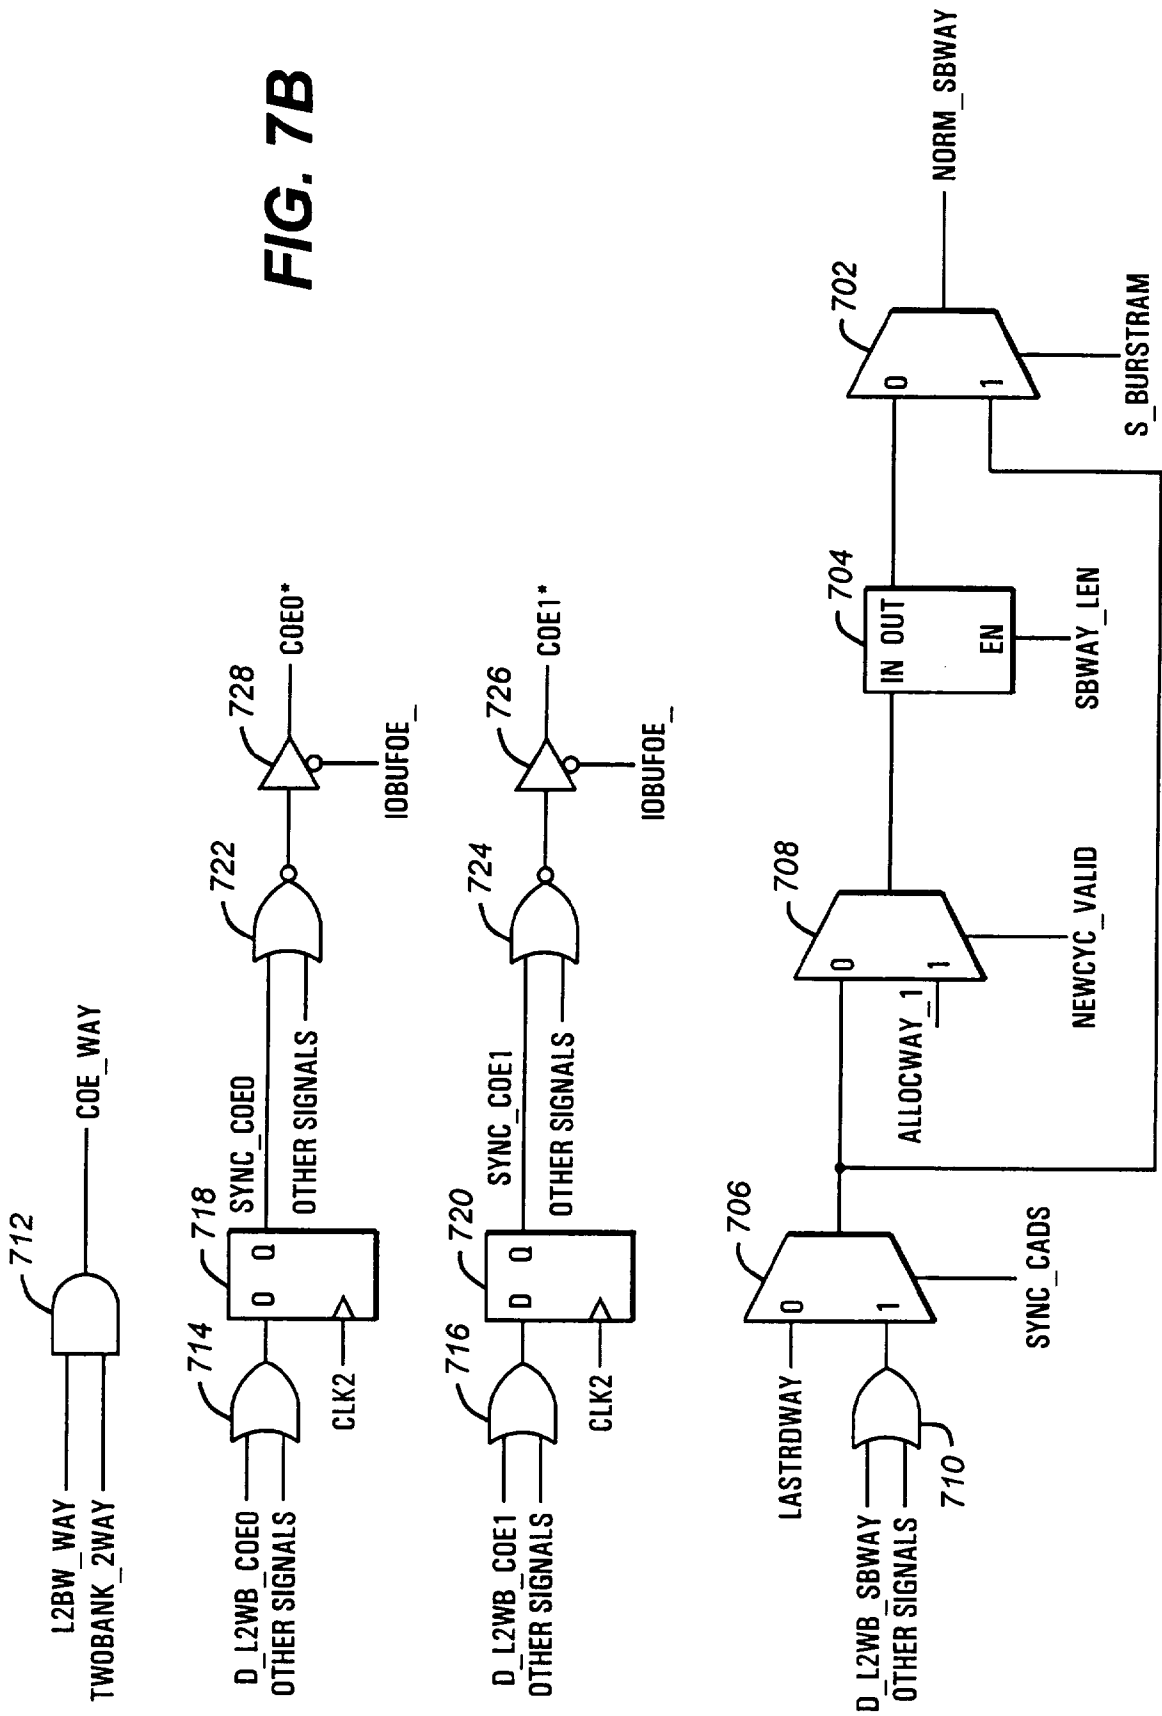 FIG. 7B
L2BW_WAY
TWOBANK_2WAY
712
COE_WAY
D_L2WB_COE0
OTHER SIGNALS
714
CLK2
718
O Q
SYNC_COE0
OTHER SIGNALS
722
728
IOBUFOE_
COE0*
D_L2WB_COE1
OTHER SIGNALS
716
CLK2
720
D Q
SYNC_COE1
OTHER SIGNALS
724
726
IOBUFOE_
COE1*
LASTRDWAY
D_L2WB_SBWAY
OTHER SIGNALS
710
706
0
1
SYNC_CADS
ALLOCWAY_1
708
0
1
NEWCYC_VALID
704
IN OUT
EN
SBWAY_LEN
702
0
1
S_BURSTRAM
NORM_SBWAY